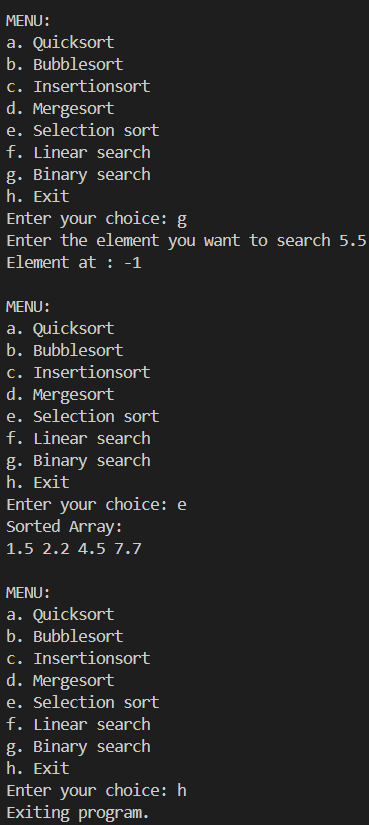 MENU:
a. Quicksort
b. Bubblesort
c. Insertionsort
d. Mergesort
e. Selection sort
f. Linear search
g. Binary search
h. Exit
Enter your choice: g
Enter the element you want to search 5.5
Element at : -1
MENU:
a. Quicksort
b. Bubblesort
c. Insertionsort
d. Mergesort
e. Selection sort
f. Linear search
g. Binary search
h. Exit
Enter your choice: e
Sorted Array:
1.5 2.2 4.5 7.7
MENU:
a. Quicksort
b. Bubblesort
c. Insertionsort
d. Mergesort
e. Selection sort
f. Linear search
g. Binary search
h. Exit
Enter your choice: h
Exiting program.